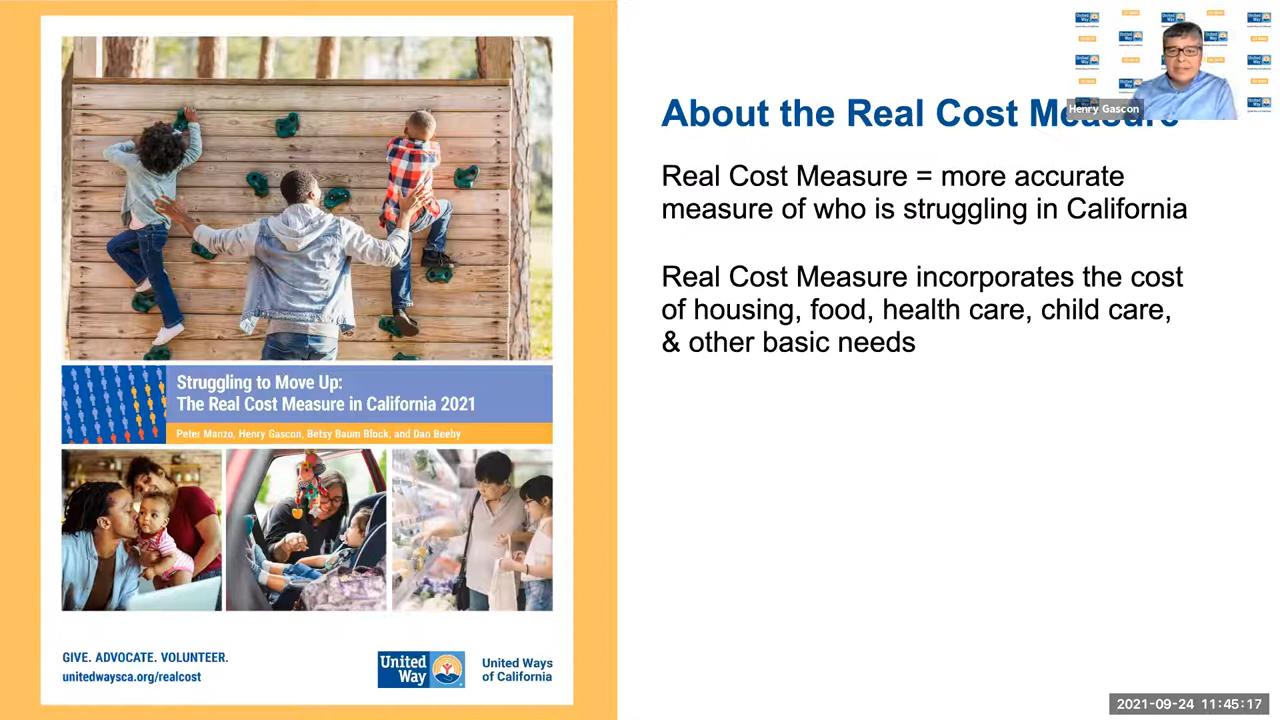 Struggling to Move Up:
The Real Cost Measure in California 2021
Peter Manzo, Henry Gascon, Betsy Baum Block, and Dan Beeby
GIVE. ADVOCATE. VOLUNTEER.
unitedwaysca.org/realcost
United
Way
United Ways
of California
About the Real Cost Measure
Real Cost Measure = more accurate
measure of who is struggling in California
Real Cost Measure incorporates the cost
of housing, food, health care, child care,
& other basic needs
Henry Gascon
2021-09-24 11:45:17